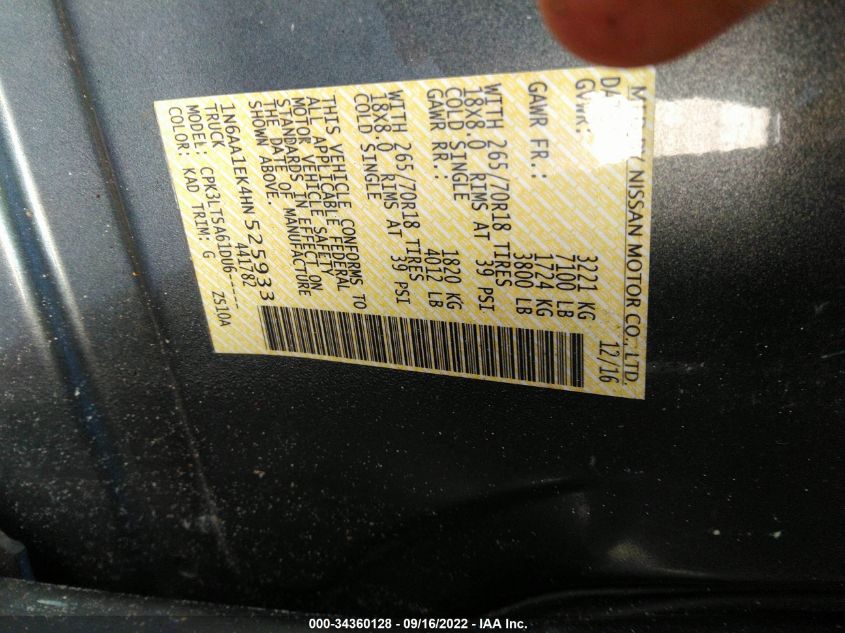 NISSAN MOTOR CO., LTD.
12/16
GVWR: 3221 KG
7100 LB
GAWR FR.: 1724 KG
3800 LB
WITH 265/70R18 TIRES
18X8.0 RIMS AT 39 PSI
COLD SINGLE
GAWR RR.: 1820 KG
4012 LB
WITH 265/70R18 TIRES
18X8.0 RIMS AT 39 PSI
COLD SINGLE
THIS VEHICLE CONFORMS TO
ALL APPLICABLE FEDERAL
MOTOR VEHICLE SAFETY
STANDARDS IN EFFECT ON
THE DATE OF MANUFACTURE
SHOWN ABOVE.
1N6AA1EK4HN525933
TRUCK 441782
MODEL: CPK3LTSA61DU6-----
COLOR: KAD TRIM: G Z510A
000-34360128 - 09/16/2022 - IAA Inc.